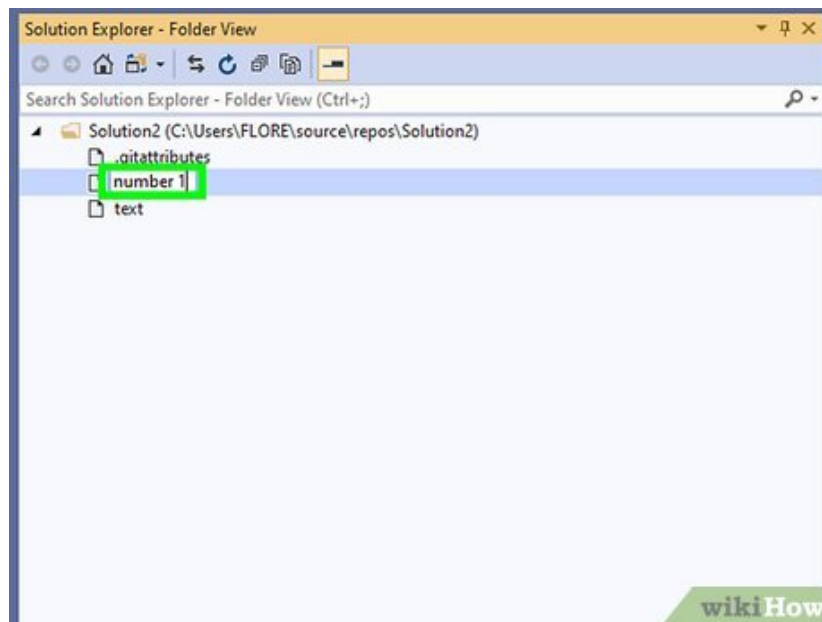 Solution Explorer - Folder View
Search Solution Explorer - Folder View (Ctrl+;)
Solution2 (C:\Users\FLORE\source\repos\Solution2)
.gitattributes
number 1
text
wikiHow